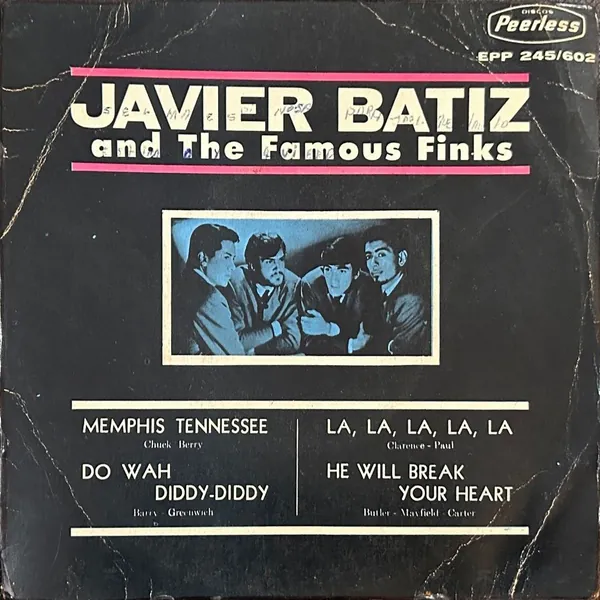 DISCOS
Peerless
EPP 245/602
JAVIER BATIZ
and The Famous Finks
MEMPHIS TENNESSEE
Chuck Berry
DO WAH
DIDDY-DIDDY
Barry - Greenwich
LA, LA, LA, LA, LA
Clarence - Paul
HE WILL BREAK
YOUR HEART
Butler - Mayfield - Carter